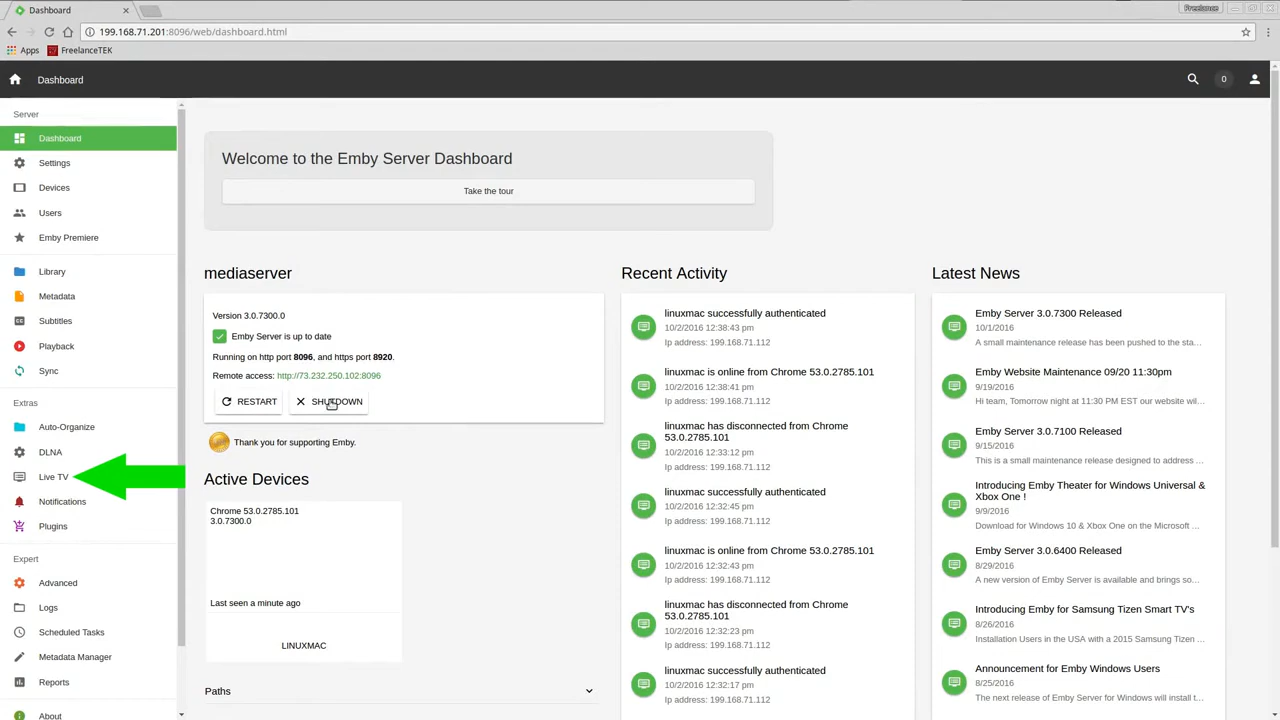 Dashboard
Freelance
199.168.71.201:8096/web/dashboard.html
Apps
FreelanceTEK
Dashboard
0
Server
Dashboard
Settings
Devices
Users
Emby Premiere
Library
Metadata
Subtitles
Playback
Sync
Extras
Auto-Organize
DLNA
Live TV
Notifications
Plugins
Expert
Advanced
Logs
Scheduled Tasks
Metadata Manager
Reports
About
Welcome to the Emby Server Dashboard
Take the tour
mediaserver
Version 3.0.7300.0
Emby Server is up to date
Running on http port 8096, and https port 8920.
Remote access: http://73.232.250.102:8096
RESTART
SHUTDOWN
Thank you for supporting Emby.
Active Devices
Chrome 53.0.2785.101
3.0.7300.0
Last seen a minute ago
LINUXMAC
Paths
Recent Activity
linuxmac successfully authenticated
10/2/2016 12:38:43 pm
Ip address: 199.168.71.112
linuxmac is online from Chrome 53.0.2785.101
10/2/2016 12:38:41 pm
Ip address: 199.168.71.112
linuxmac has disconnected from Chrome
53.0.2785.101
10/2/2016 12:33:12 pm
Ip address: 199.168.71.112
linuxmac successfully authenticated
10/2/2016 12:32:45 pm
Ip address: 199.168.71.112
linuxmac is online from Chrome 53.0.2785.101
10/2/2016 12:32:43 pm
Ip address: 199.168.71.112
linuxmac has disconnected from Chrome
53.0.2785.101
10/2/2016 12:32:23 pm
Ip address: 199.168.71.112
linuxmac successfully authenticated
10/2/2016 12:32:17 pm
Ip address: 199.168.71.112
Latest News
Emby Server 3.0.7300 Released
10/1/2016
A small maintenance release has been pushed to the sta…
Emby Website Maintenance 09/20 11:30pm
9/19/2016
Hi team, Tomorrow night at 11:30 PM EST our website wil…
Emby Server 3.0.7100 Released
9/15/2016
This is a small maintenance release designed to address …
Introducing Emby Theater for Windows Universal &
Xbox One !
9/9/2016
Download for Windows 10 & Xbox One on the Microsoft …
Emby Server 3.0.6400 Released
8/29/2016
A new version of Emby Server is available and brings so…
Introducing Emby for Samsung Tizen Smart TV's
8/26/2016
Installation Users in the USA with a 2015 Samsung Tizen …
Announcement for Emby Windows Users
8/25/2016
The next release of Emby Server for Windows will install t…